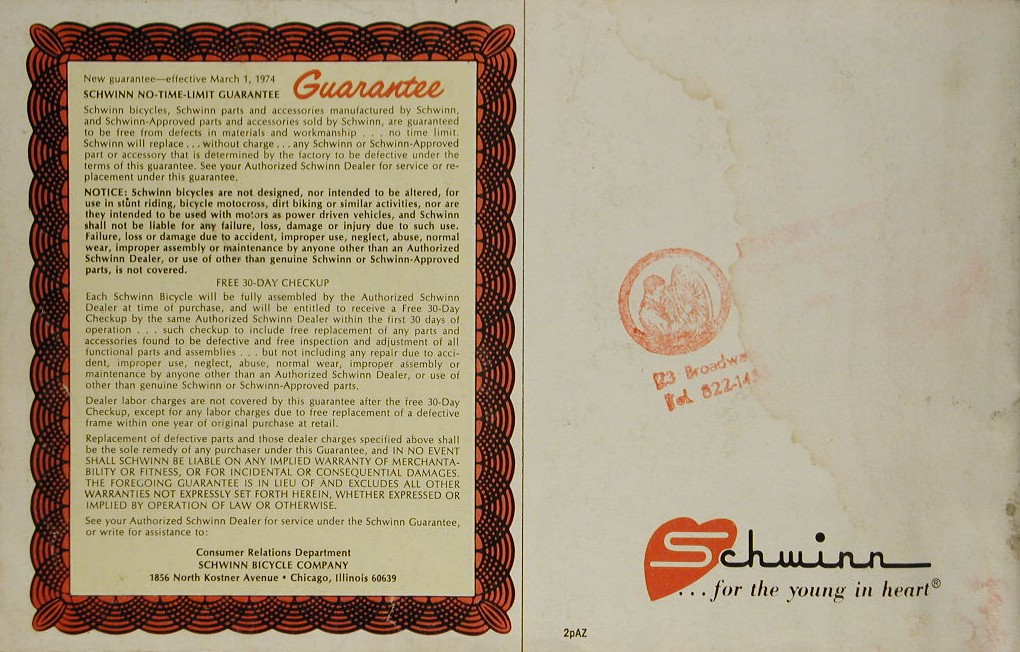 New guarantee—effective March 1, 1974
Guarantee
SCHWINN NO-TIME-LIMIT GUARANTEE
Schwinn bicycles, Schwinn parts and accessories manufactured by Schwinn,
and Schwinn-Approved parts and accessories sold by Schwinn, are guaranteed
to be free from defects in materials and workmanship . . . no time limit.
Schwinn will replace . . . without charge . . . any Schwinn or Schwinn-Approved
part or accessory that is determined by the factory to be defective under the
terms of this guarantee. See your Authorized Schwinn Dealer for service or re-
placement under this guarantee.
NOTICE: Schwinn bicycles are not designed, nor intended to be altered, for
use in stunt riding, bicycle motocross, dirt biking or similar activities, nor are
they intended to be used with motors as power driven vehicles, and Schwinn
shall not be liable for any failure, loss, damage or injury due to such use.
Failure, loss or damage due to accident, improper use, neglect, abuse, normal
wear, improper assembly or maintenance by anyone other than an Authorized
Schwinn Dealer, or use of other than genuine Schwinn or Schwinn-Approved
parts, is not covered.
FREE 30-DAY CHECKUP
Each Schwinn Bicycle will be fully assembled by the Authorized Schwinn
Dealer at time of purchase, and will be entitled to receive a Free 30-Day
Checkup by the same Authorized Schwinn Dealer within the first 30 days of
operation . . . such checkup to include free replacement of any parts and
accessories found to be defective and free inspection and adjustment of all
functional parts and assemblies . . . but not including any repair due to acci-
dent, improper use, neglect, abuse, normal wear, improper assembly or
maintenance by anyone other than an Authorized Schwinn Dealer, or use of
other than genuine Schwinn or Schwinn-Approved parts.
Dealer labor charges are not covered by this guarantee after the free 30-Day
Checkup, except for any labor charges due to free replacement of a defective
frame within one year of original purchase at retail.
Replacement of defective parts and those dealer charges specified above shall
be the sole remedy of any purchaser under this Guarantee, and IN NO EVENT
SHALL SCHWINN BE LIABLE ON ANY IMPLIED WARRANTY OF MERCHANTA-
BILITY OR FITNESS, OR FOR INCIDENTAL OR CONSEQUENTIAL DAMAGES.
THE FOREGOING GUARANTEE IS IN LIEU OF AND EXCLUDES ALL OTHER
WARRANTIES NOT EXPRESSLY SET FORTH HEREIN, WHETHER EXPRESSED OR
IMPLIED BY OPERATION OF LAW OR OTHERWISE.
See your Authorized Schwinn Dealer for service under the Schwinn Guarantee,
or write for assistance to:
Consumer Relations Department
SCHWINN BICYCLE COMPANY
1856 North Kostner Avenue • Chicago, Illinois 60639
Broadwa
Tel. 822-14
Schwinn
. . . for the young in heart®
2pAZ